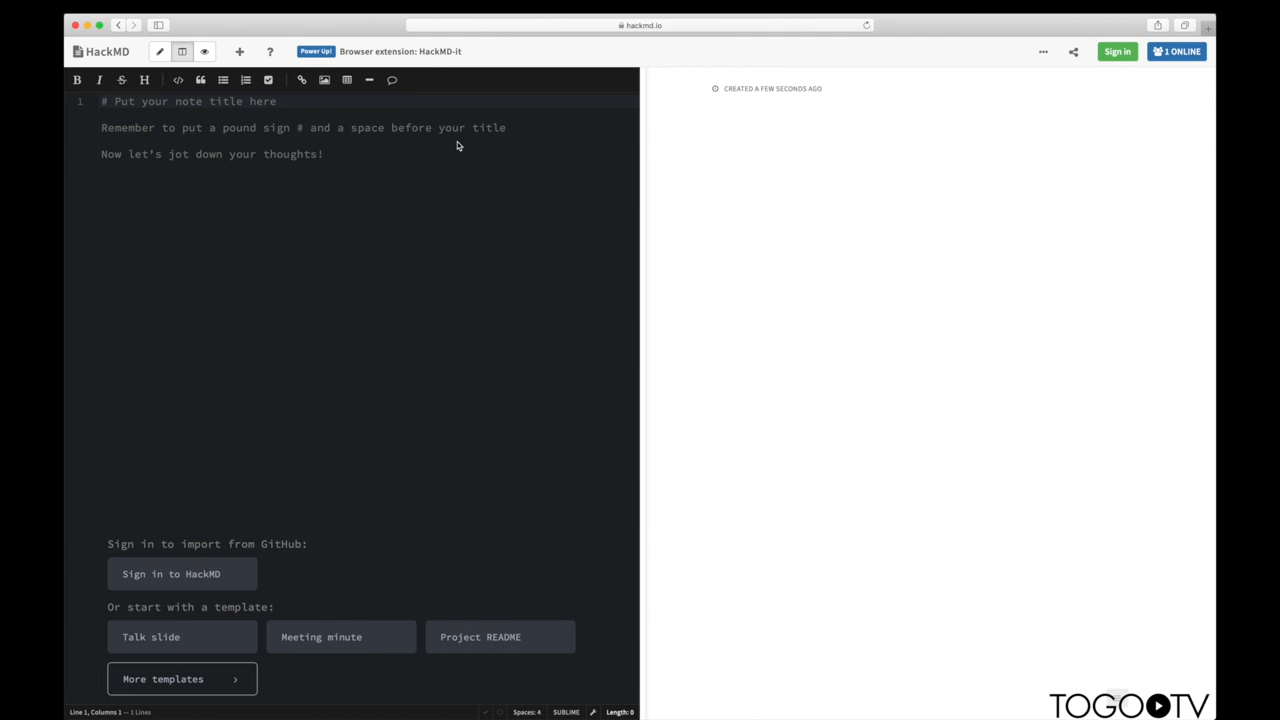 hackmd.io
HackMD
Power Up! Browser extension: HackMD-it
Sign in
1 ONLINE
1 # Put your note title here
Remember to put a pound sign # and a space before your title
Now let's jot down your thoughts!
CREATED A FEW SECONDS AGO
Sign in to import from GitHub:
Sign in to HackMD
Or start with a template:
Talk slide
Meeting minute
Project README
More templates >
Line 1, Columns 1 — 1 Lines
Spaces: 4
SUBLIME
Length: 0
TOGO TV